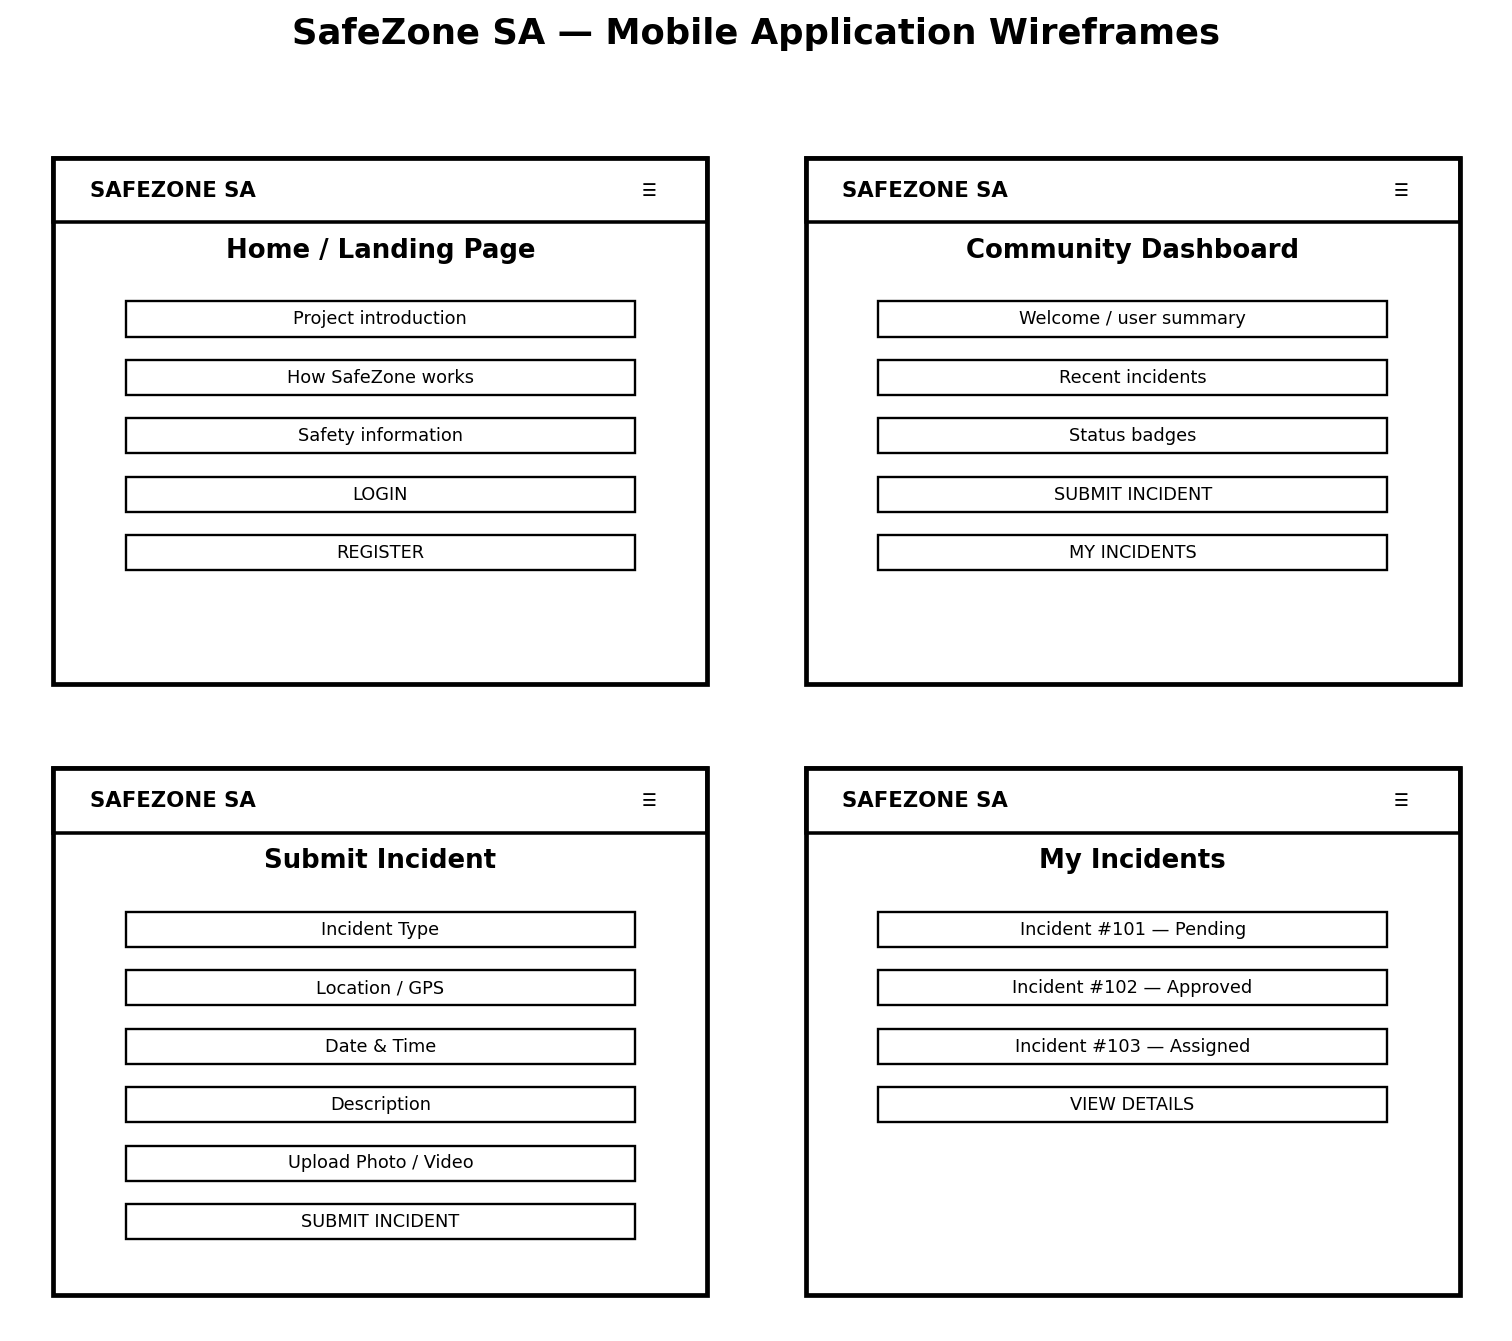 SafeZone SA — Mobile Application Wireframes
SAFEZONE SA ☰
Home / Landing Page
Project introduction
How SafeZone works
Safety information
LOGIN
REGISTER
SAFEZONE SA ☰
Community Dashboard
Welcome / user summary
Recent incidents
Status badges
SUBMIT INCIDENT
MY INCIDENTS
SAFEZONE SA ☰
Submit Incident
Incident Type
Location / GPS
Date & Time
Description
Upload Photo / Video
SUBMIT INCIDENT
SAFEZONE SA ☰
My Incidents
Incident #101 — Pending
Incident #102 — Approved
Incident #103 — Assigned
VIEW DETAILS